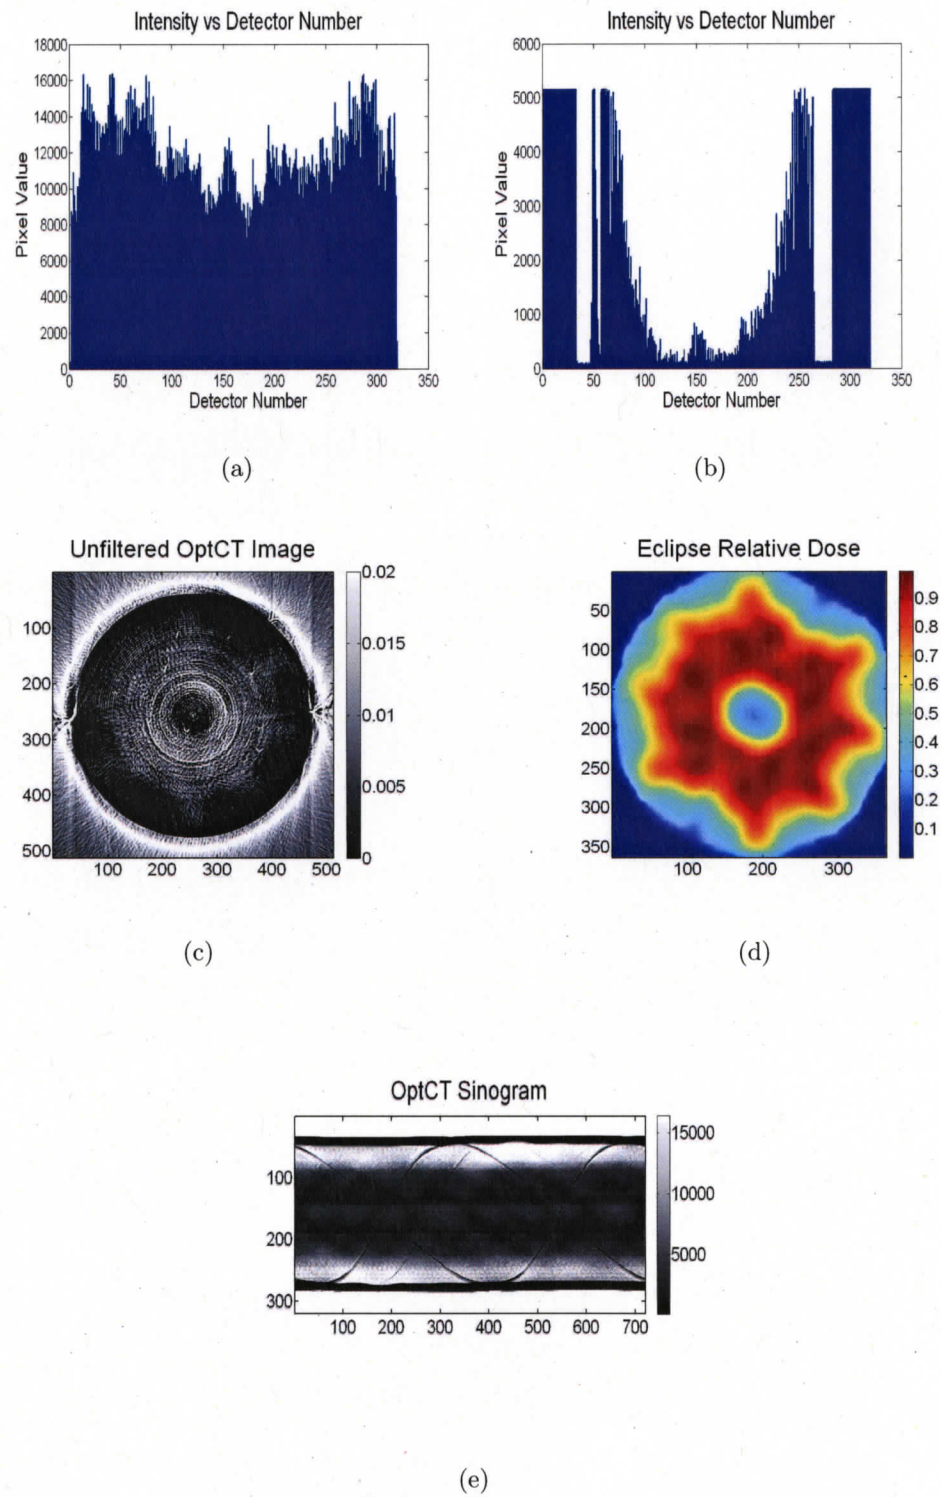 Intensity vs Detector Number
18000
16000
14000
12000
10000
8000
6000
4000
2000
0
Pixel Value
0 50 100 150 200 250 300 350
Detector Number
(a)
Intensity vs Detector Number
6000
5000
4000
3000
2000
1000
0
Pixel Value
0 50 100 150 200 250 300 350
Detector Number
(b)
Unfiltered OptCT Image
100
200
300
400
500
100 200 300 400 500
0.02
0.015
0.01
0.005
0
(c)
Eclipse Relative Dose
50
100
150
200
250
300
350
100 200 300
0.9
0.8
0.7
0.6
0.5
0.4
0.3
0.2
0.1
(d)
OptCT Sinogram
100
200
300
100 200 300 400 500 600 700
15000
10000
5000
(e)